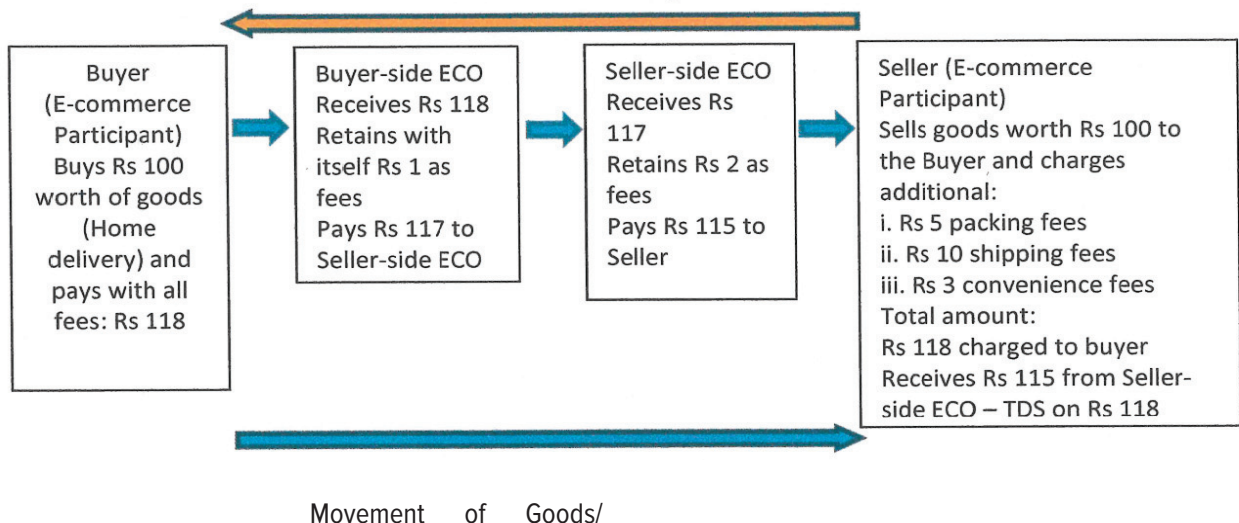 Buyer
(E-commerce
Participant)
Buys Rs 100
worth of goods
(Home
delivery) and
pays with all
fees: Rs 118
Buyer-side ECO
Receives Rs 118
Retains with
itself Rs 1 as
fees
Pays Rs 117 to
Seller-side ECO
Seller-side ECO
Receives Rs
117
Retains Rs 2 as
fees
Pays Rs 115 to
Seller
Seller (E-commerce
Participant)
Sells goods worth Rs 100 to
the Buyer and charges
additional:
i. Rs 5 packing fees
ii. Rs 10 shipping fees
iii. Rs 3 convenience fees
Total amount:
Rs 118 charged to buyer
Receives Rs 115 from Seller-
side ECO – TDS on Rs 118
Movement of Goods/